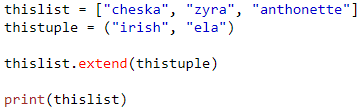 thislist = ["cheska", "zyra", "anthonette"]
thistuple = ("irish", "ela")
thislist.extend(thistuple)
print(thislist)